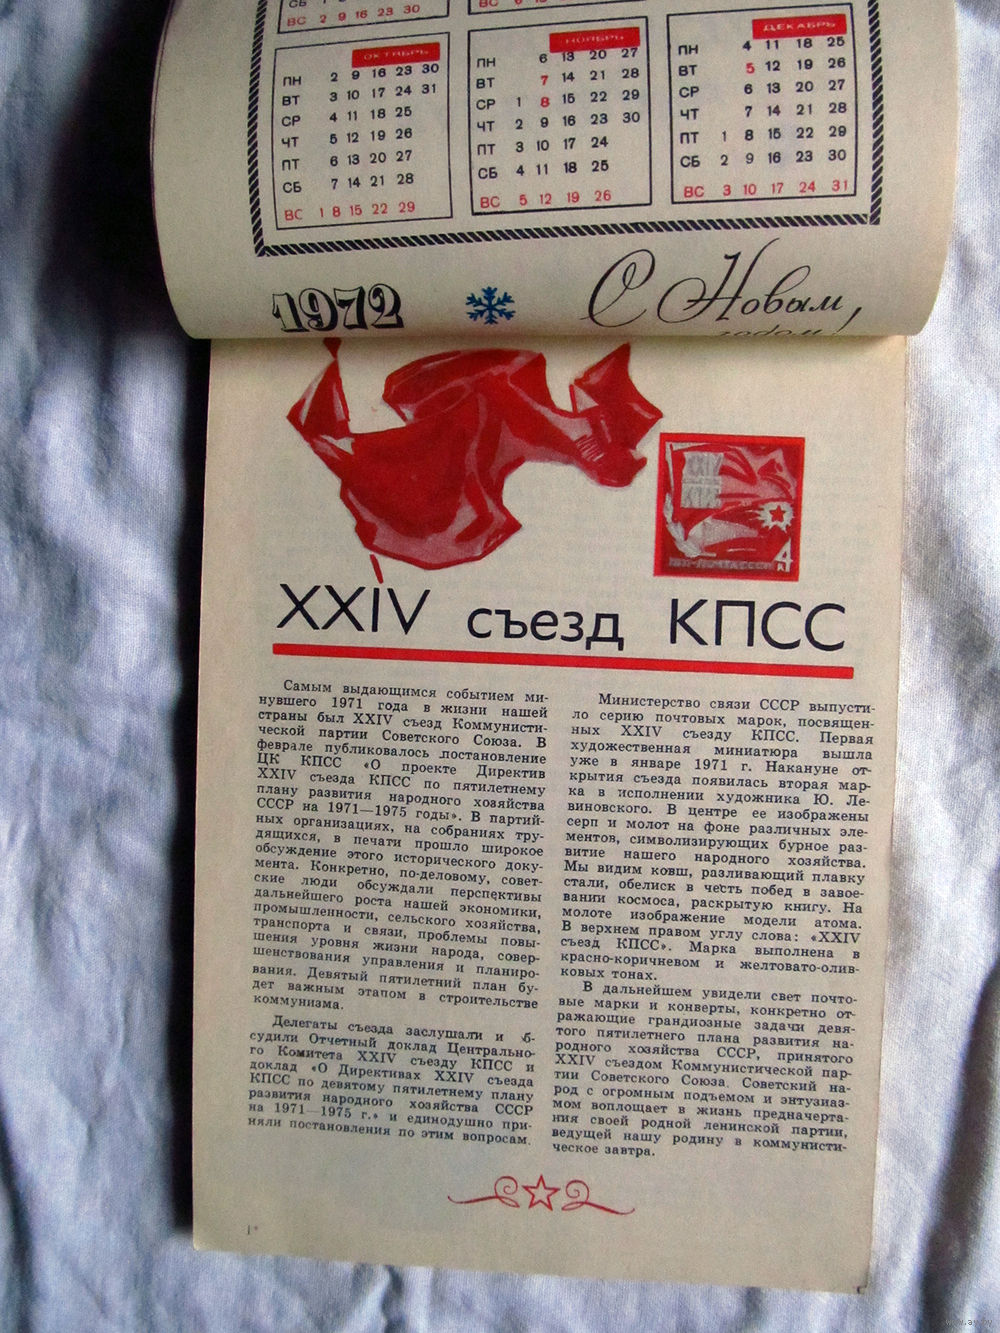 ВС 2 9 16 23 30
ОКТЯБРЬ
ПН 2 9 16 23 30
ВТ 3 10 17 24 31
СР 4 11 18 25
ЧТ 5 12 19 26
ПТ 6 13 20 27
СБ 7 14 21 28
ВС 1 8 15 22 29
НОЯБРЬ
ПН 6 13 20 27
ВТ 7 14 21 28
СР 1 8 15 22 29
ЧТ 2 9 16 23 30
ПТ 3 10 17 24
СБ 4 11 18 25
ВС 5 12 19 26
ДЕКАБРЬ
ПН 4 11 18 25
ВТ 5 12 19 26
СР 6 13 20 27
ЧТ 7 14 21 28
ПТ 1 8 15 22 29
СБ 2 9 16 23 30
ВС 3 10 17 24 31
1972
С Новым
годом!
XXIV
КПСС
4
К
XXIV съезд КПСС
Самым выдающимся событием ми-
нувшего 1971 года в жизни нашей
страны был XXIV съезд Коммунисти-
ческой партии Советского Союза. В
феврале публиковалось постановление
ЦК КПСС «О проекте Директив
XXIV съезда КПСС по пятилетнему
плану развития народного хозяйства
СССР на 1971—1975 годы». В партий-
ных организациях, на собраниях тру-
дящихся, в печати прошло широкое
обсуждение этого исторического доку-
мента. Конкретно, по-деловому, совет-
ские люди обсуждали перспективы
дальнейшего роста нашей экономики,
промышленности, сельского хозяйства,
транспорта и связи, проблемы повы-
шения уровня жизни народа, совер-
шенствования управления и планиро-
вания. Девятый пятилетний план бу-
дет важным этапом в строительстве
коммунизма.
Делегаты съезда заслушали и об-
судили Отчетный доклад Центрально-
го Комитета XXIV съезду КПСС и
доклад «О Директивах XXIV съезда
КПСС по девятому пятилетнему плану
развития народного хозяйства СССР
на 1971—1975 г.» и единодушно при-
няли постановления по этим вопросам.
Министерство связи СССР выпусти-
ло серию почтовых марок, посвящен-
ных XXIV съезду КПСС. Первая
художественная миниатюра вышла
уже в январе 1971 г. Накануне от-
крытия съезда появилась вторая мар-
ка в исполнении художника Ю. Ле-
виновского. В центре ее изображены
серп и молот на фоне различных эле-
ментов, символизирующих бурное раз-
витие нашего народного хозяйства.
Мы видим ковш, разливающий плавку
стали, обелиск в честь побед в завое-
вании космоса, раскрытую книгу. На
молоте изображение модели атома.
В верхнем правом углу слова: «XXIV
съезд КПСС». Марка выполнена в
красно-коричневом и желтовато-олив-
ковых тонах.
В дальнейшем увидели свет почто-
вые марки и конверты, конкретно от-
ражающие грандиозные задачи девя-
того пятилетнего плана развития на-
родного хозяйства СССР, принятого
XXIV съездом Коммунистической пар-
тии Советского Союза. Советский на-
род с огромным подъемом и энтузиаз-
мом воплощает в жизнь предначерта-
ния своей родной ленинской партии,
ведущей нашу родину в коммунисти-
ческое завтра.
1*